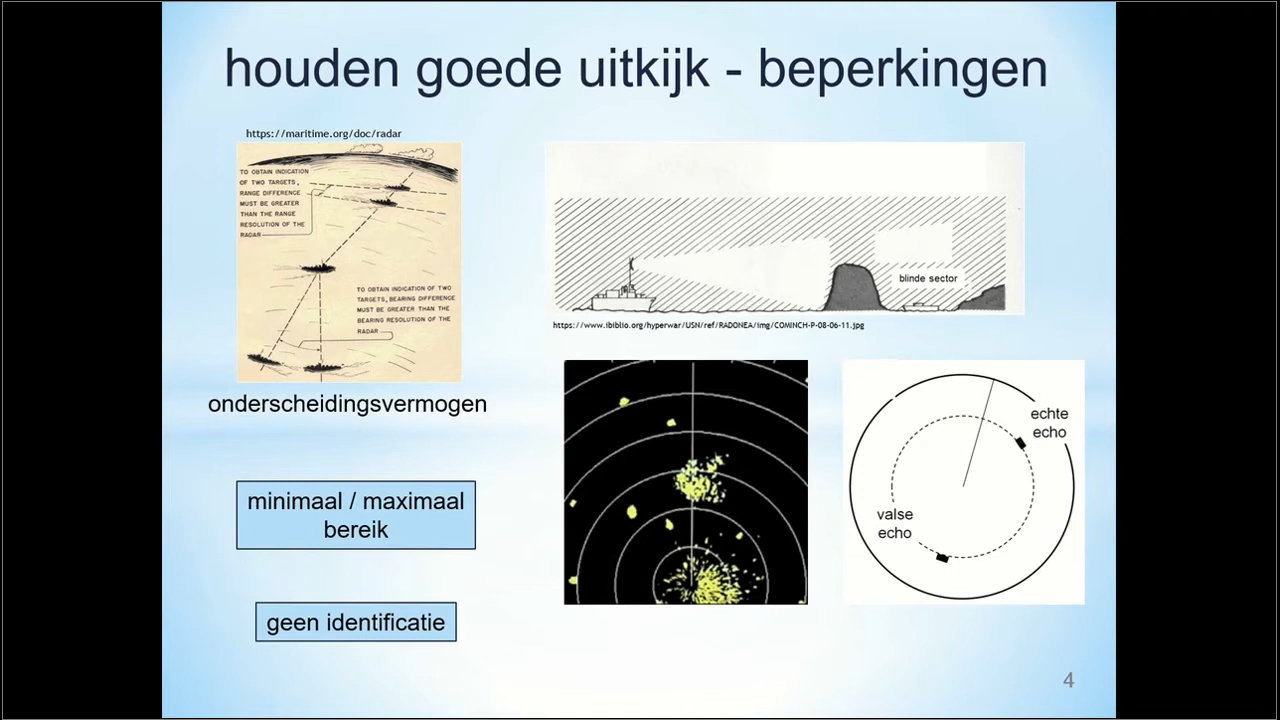 houden goede uitkijk - beperkingen
https://maritime.org/doc/radar
TO OBTAIN INDICATION
OF TWO TARGETS,
RANGE DIFFERENCE
MUST BE GREATER
THAN THE RANGE
RESOLUTION OF THE
RADAR
TO OBTAIN INDICATION OF TWO
TARGETS, BEARING DIFFERENCE
MUST BE GREATER THAN THE
BEARING RESOLUTION OF THE
RADAR
onderscheidingsvermogen
minimaal / maximaal
bereik
geen identificatie
blinde sector
https://www.ibiblio.org/hyperwar/USN/ref/RADONEA/img/COMINCH-P-08-06-11.jpg
echte
echo
valse
echo
4